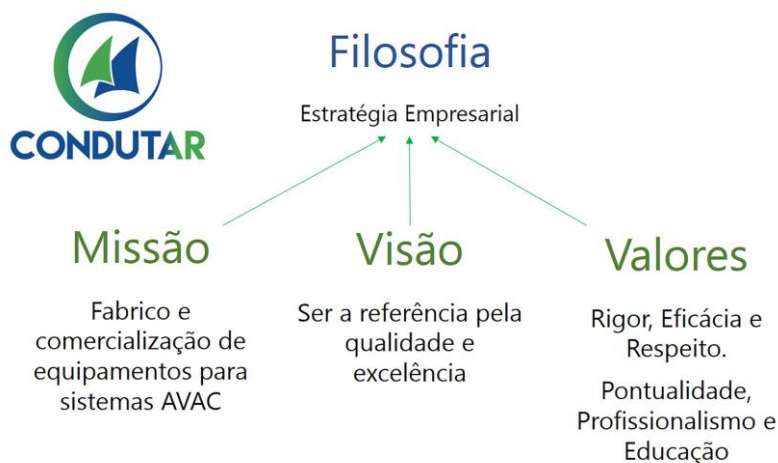 CONDUTAR
Filosofia
Estratégia Empresarial
Missão
Fabrico e
comercialização de
equipamentos para
sistemas AVAC
Visão
Ser a referência pela
qualidade e
excelência
Valores
Rigor, Eficácia e
Respeito.
Pontualidade,
Profissionalismo e
Educação